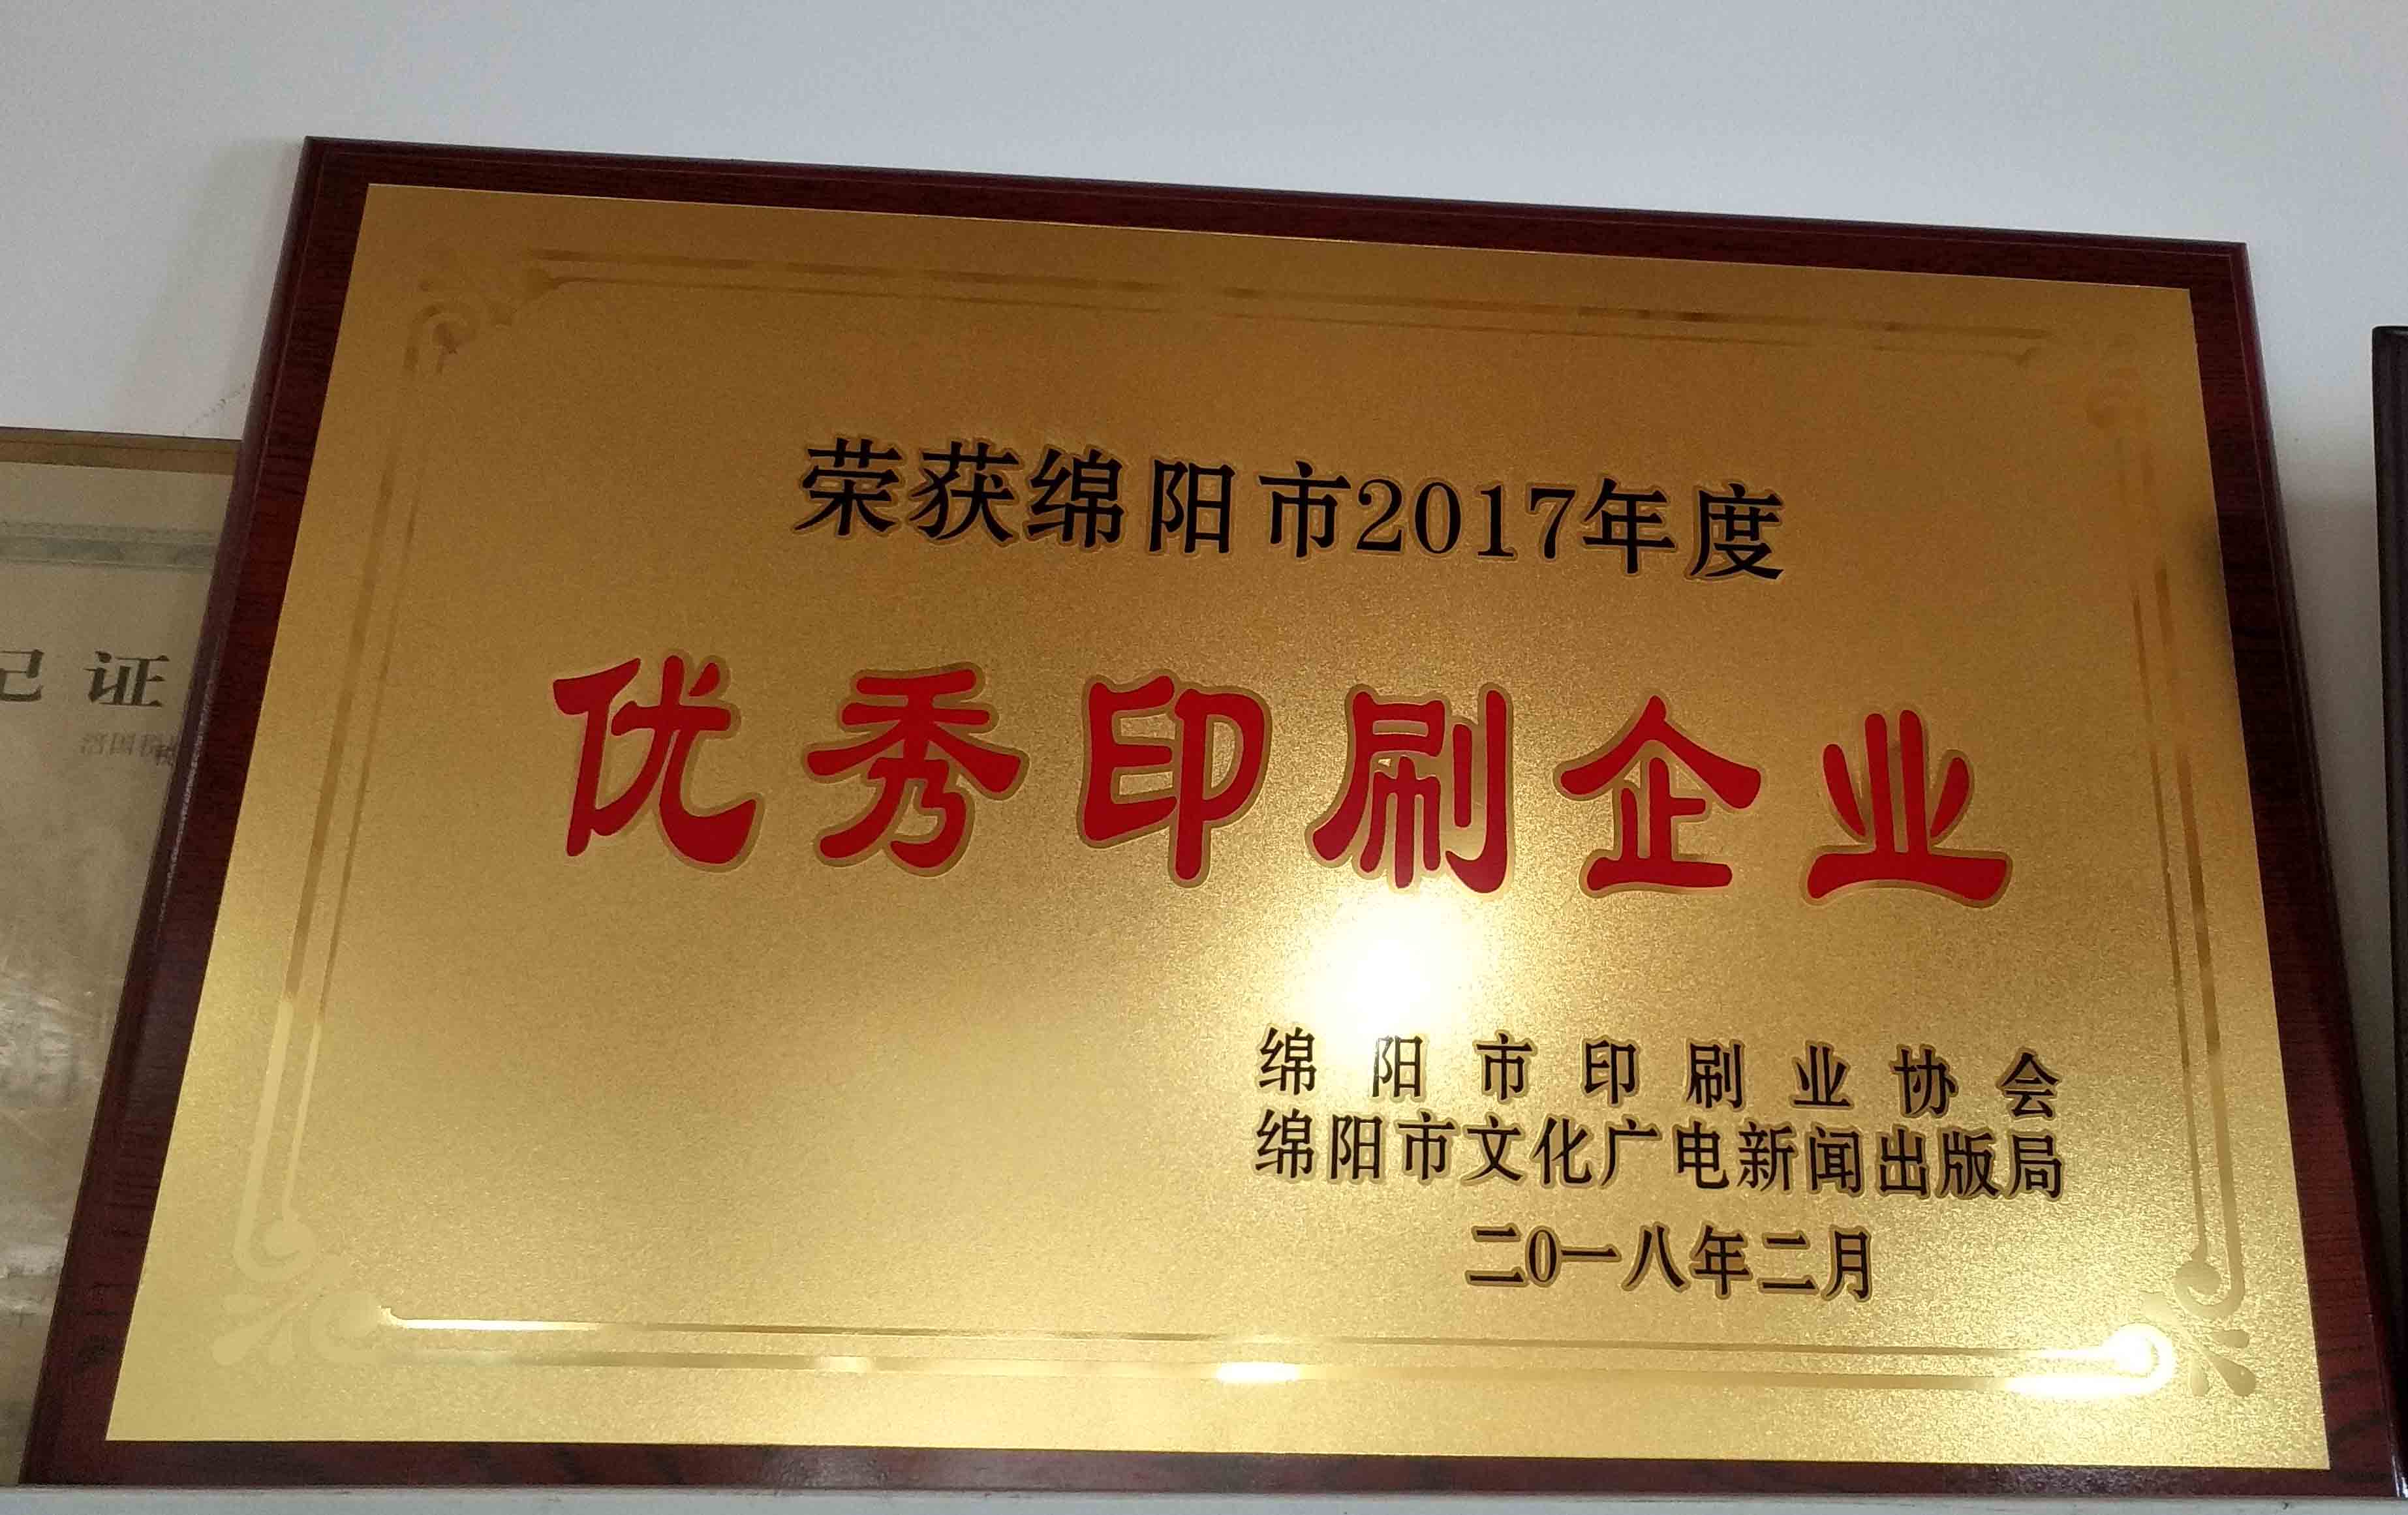 荣获绵阳市2017年度
优秀印刷企业
绵阳市印刷业协会
绵阳市文化广电新闻出版局
二0一八年二月
记证